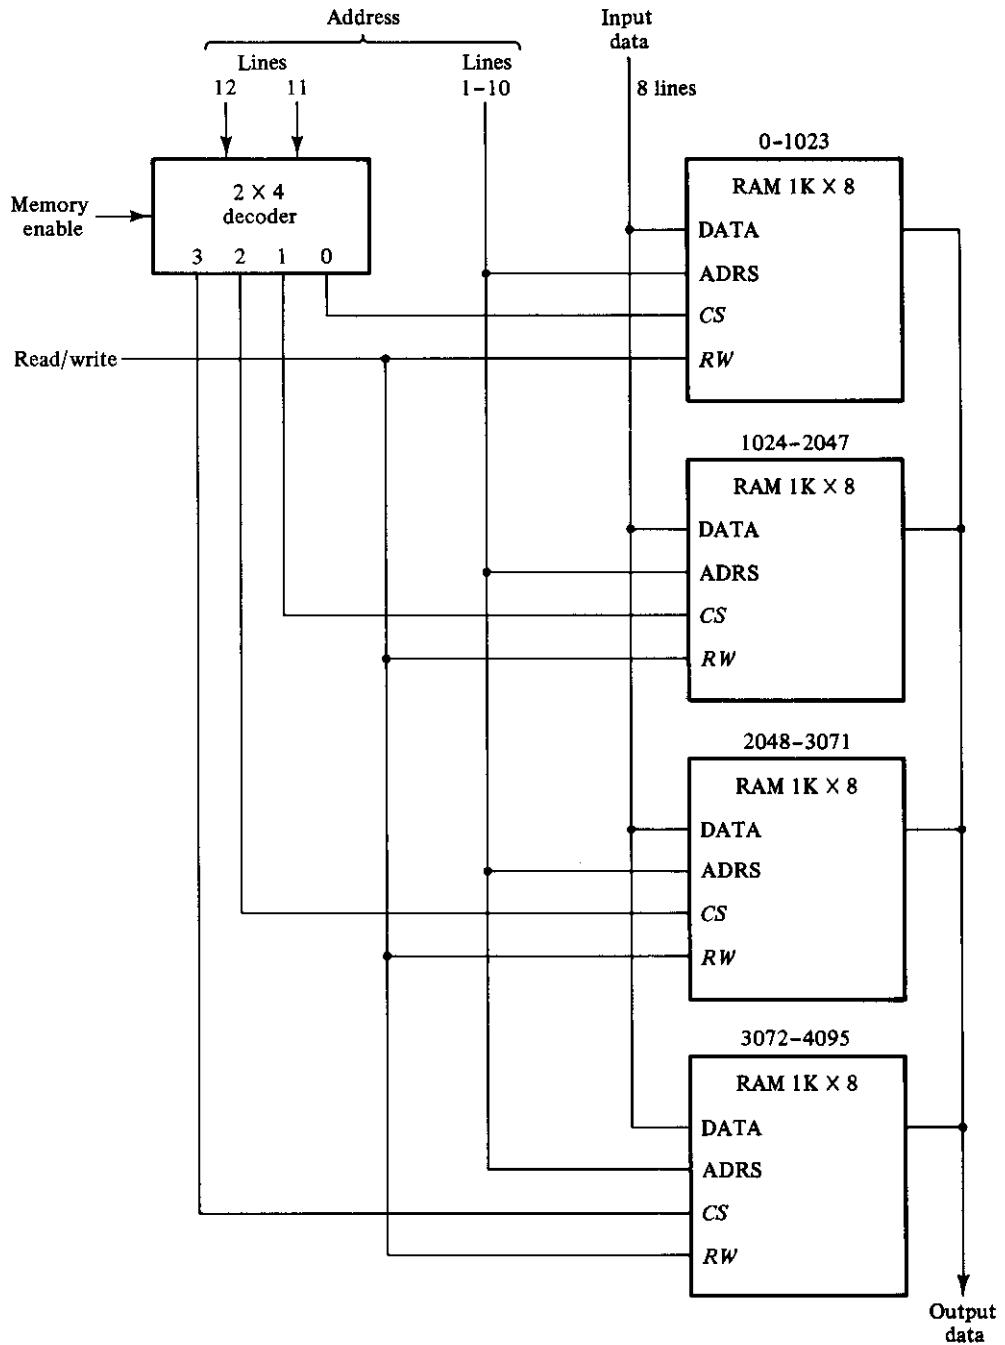 Address
Input
data
Lines
12 11
Lines
1-10
8 lines
0-1023
RAM 1K × 8
DATA
ADRS
CS
RW
Memory
enable
2 × 4
decoder
3 2 1 0
Read/write
1024-2047
RAM 1K × 8
DATA
ADRS
CS
RW
2048-3071
RAM 1K × 8
DATA
ADRS
CS
RW
3072-4095
RAM 1K × 8
DATA
ADRS
CS
RW
Output
data